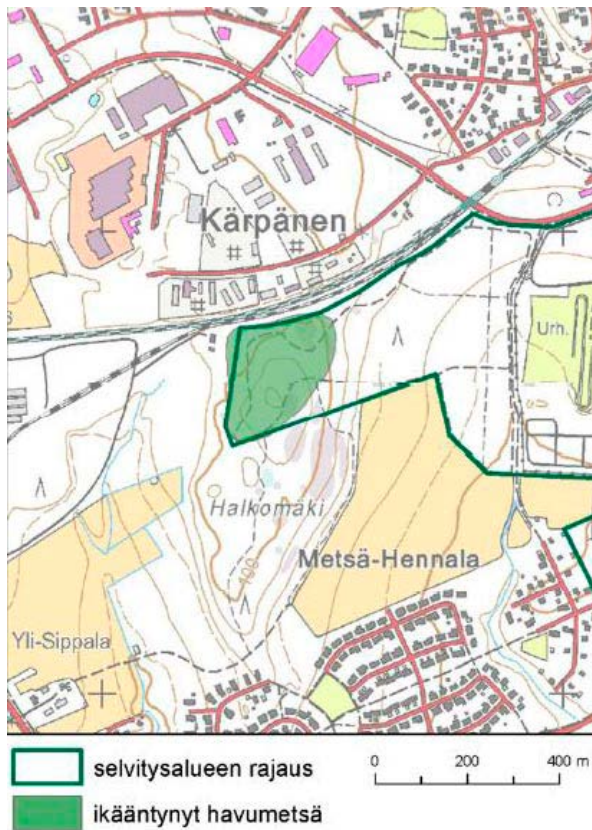 Kärpänen
Urh.
Halkomäki
100
Metsä-Hennala
Yli-Sippala
selvitysalueen rajaus
0 200 400 m
ikääntynyt havumetsä